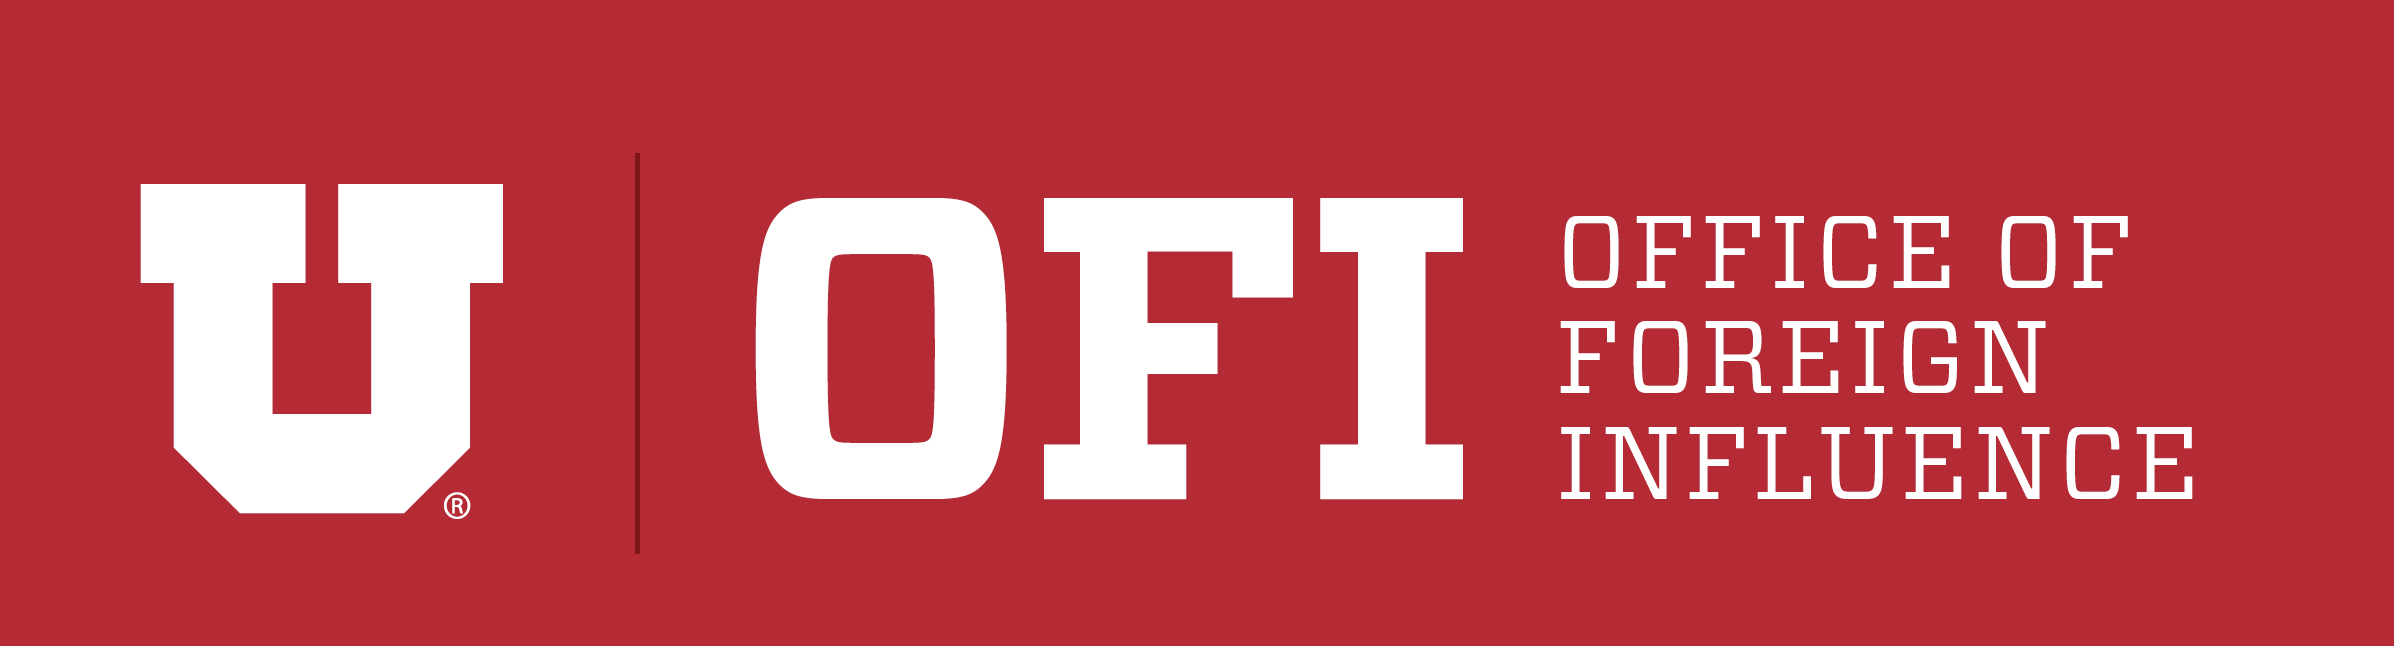 U®
OFI
OFFICE OF
FOREIGN
INFLUENCE